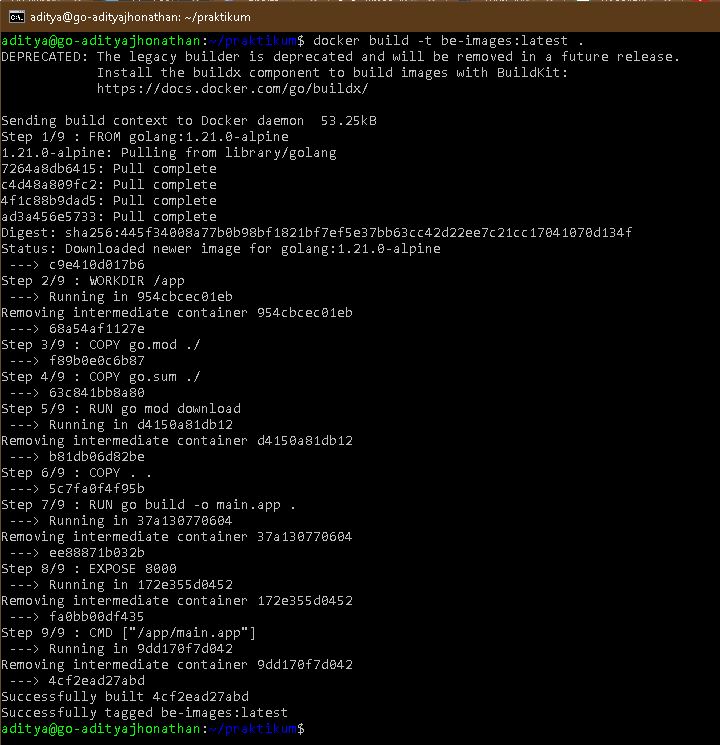 aditya@go-adityajhonathan: ~/praktikum
aditya@go-adityajhonathan:~/praktikum$ docker build -t be-images:latest .
DEPRECATED: The legacy builder is deprecated and will be removed in a future release.
            Install the buildx component to build images with BuildKit:
            https://docs.docker.com/go/buildx/

Sending build context to Docker daemon  53.25kB
Step 1/9 : FROM golang:1.21.0-alpine
1.21.0-alpine: Pulling from library/golang
7264a8db6415: Pull complete
c4d48a809fc2: Pull complete
4f1c88b9dad5: Pull complete
ad3a456e5733: Pull complete
Digest: sha256:445f34008a77b0b98bf1821bf7ef5e37bb63cc42d22ee7c21cc17041070d134f
Status: Downloaded newer image for golang:1.21.0-alpine
 ---> c9e410d017b6
Step 2/9 : WORKDIR /app
 ---> Running in 954cbcec01eb
Removing intermediate container 954cbcec01eb
 ---> 68a54af1127e
Step 3/9 : COPY go.mod ./
 ---> f89b0e0c6b87
Step 4/9 : COPY go.sum ./
 ---> 63c841bb8a80
Step 5/9 : RUN go mod download
 ---> Running in d4150a81db12
Removing intermediate container d4150a81db12
 ---> b81db06d82be
Step 6/9 : COPY . .
 ---> 5c7fa0f4f95b
Step 7/9 : RUN go build -o main.app .
 ---> Running in 37a130770604
Removing intermediate container 37a130770604
 ---> ee88871b032b
Step 8/9 : EXPOSE 8000
 ---> Running in 172e355d0452
Removing intermediate container 172e355d0452
 ---> fa0bb00df435
Step 9/9 : CMD ["/app/main.app"]
 ---> Running in 9dd170f7d042
Removing intermediate container 9dd170f7d042
 ---> 4cf2ead27abd
Successfully built 4cf2ead27abd
Successfully tagged be-images:latest
aditya@go-adityajhonathan:~/praktikum$